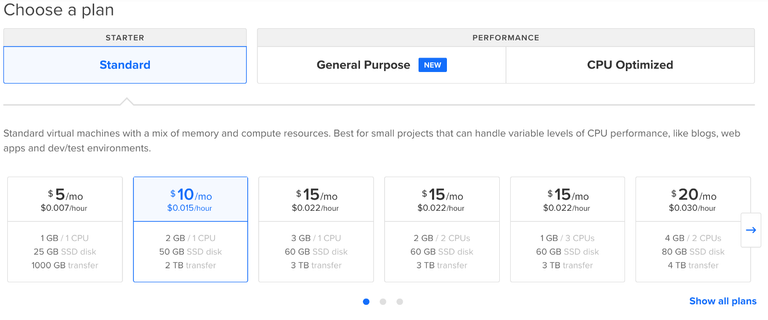 Choose a plan
STARTER
PERFORMANCE
Standard
General Purpose NEW
CPU Optimized
Standard virtual machines with a mix of memory and compute resources. Best for small projects that can handle variable levels of CPU performance, like blogs, web
apps and dev/test environments.
$5/mo
$0.007/hour
1 GB / 1 CPU
25 GB SSD disk
1000 GB transfer
$10/mo
$0.015/hour
2 GB / 1 CPU
50 GB SSD disk
2 TB transfer
$15/mo
$0.022/hour
3 GB / 1 CPU
60 GB SSD disk
3 TB transfer
$15/mo
$0.022/hour
2 GB / 2 CPUs
60 GB SSD disk
3 TB transfer
$15/mo
$0.022/hour
1 GB / 3 CPUs
60 GB SSD disk
3 TB transfer
$20/mo
$0.030/hour
4 GB / 2 CPUs
80 GB SSD disk
4 TB transfer
Show all plans